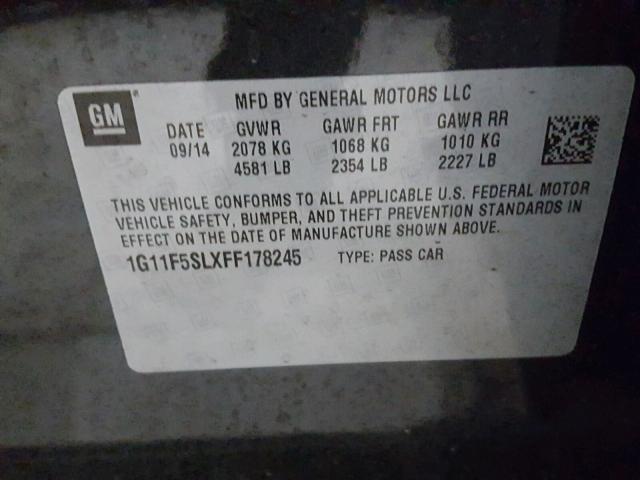 GM
MFD BY GENERAL MOTORS LLC
DATE GVWR GAWR FRT GAWR RR
09/14 2078 KG 1068 KG 1010 KG
4581 LB 2354 LB 2227 LB
THIS VEHICLE CONFORMS TO ALL APPLICABLE U.S. FEDERAL MOTOR
VEHICLE SAFETY, BUMPER, AND THEFT PREVENTION STANDARDS IN
EFFECT ON THE DATE OF MANUFACTURE SHOWN ABOVE.
1G11F5SLXFF178245 TYPE: PASS CAR